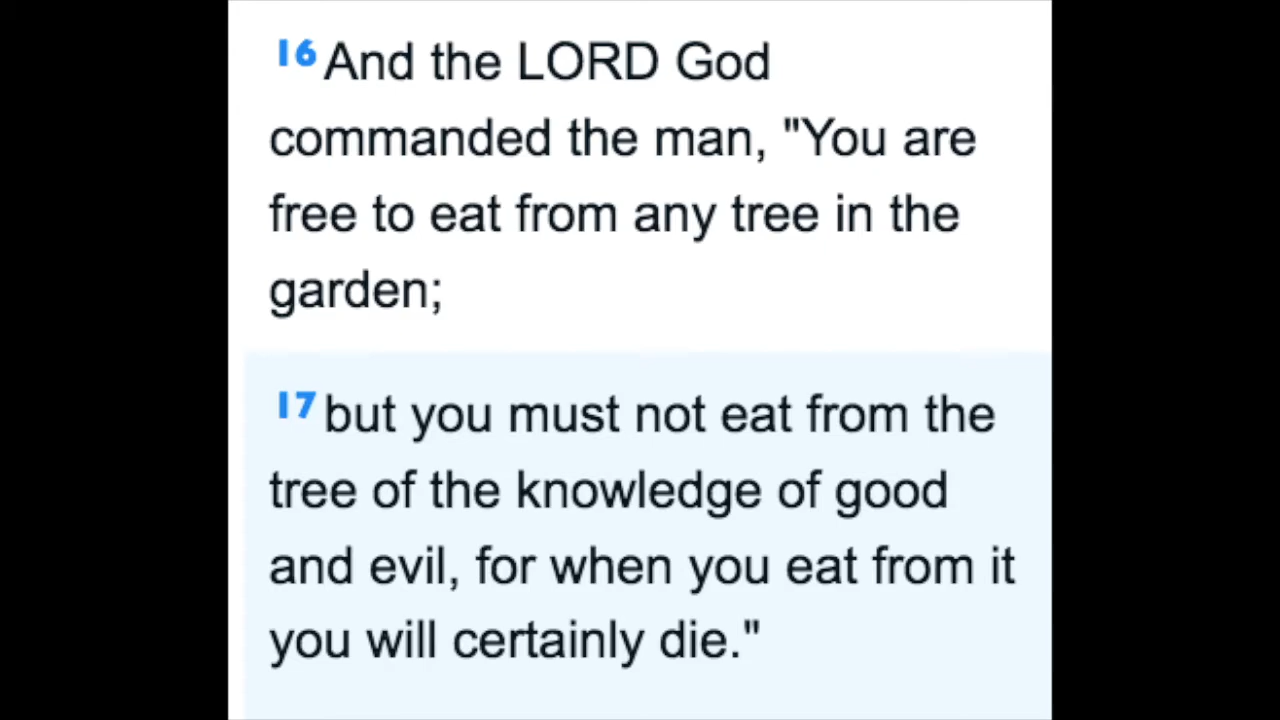 16 And the LORD God
commanded the man, "You are
free to eat from any tree in the
garden;
17 but you must not eat from the
tree of the knowledge of good
and evil, for when you eat from it
you will certainly die."